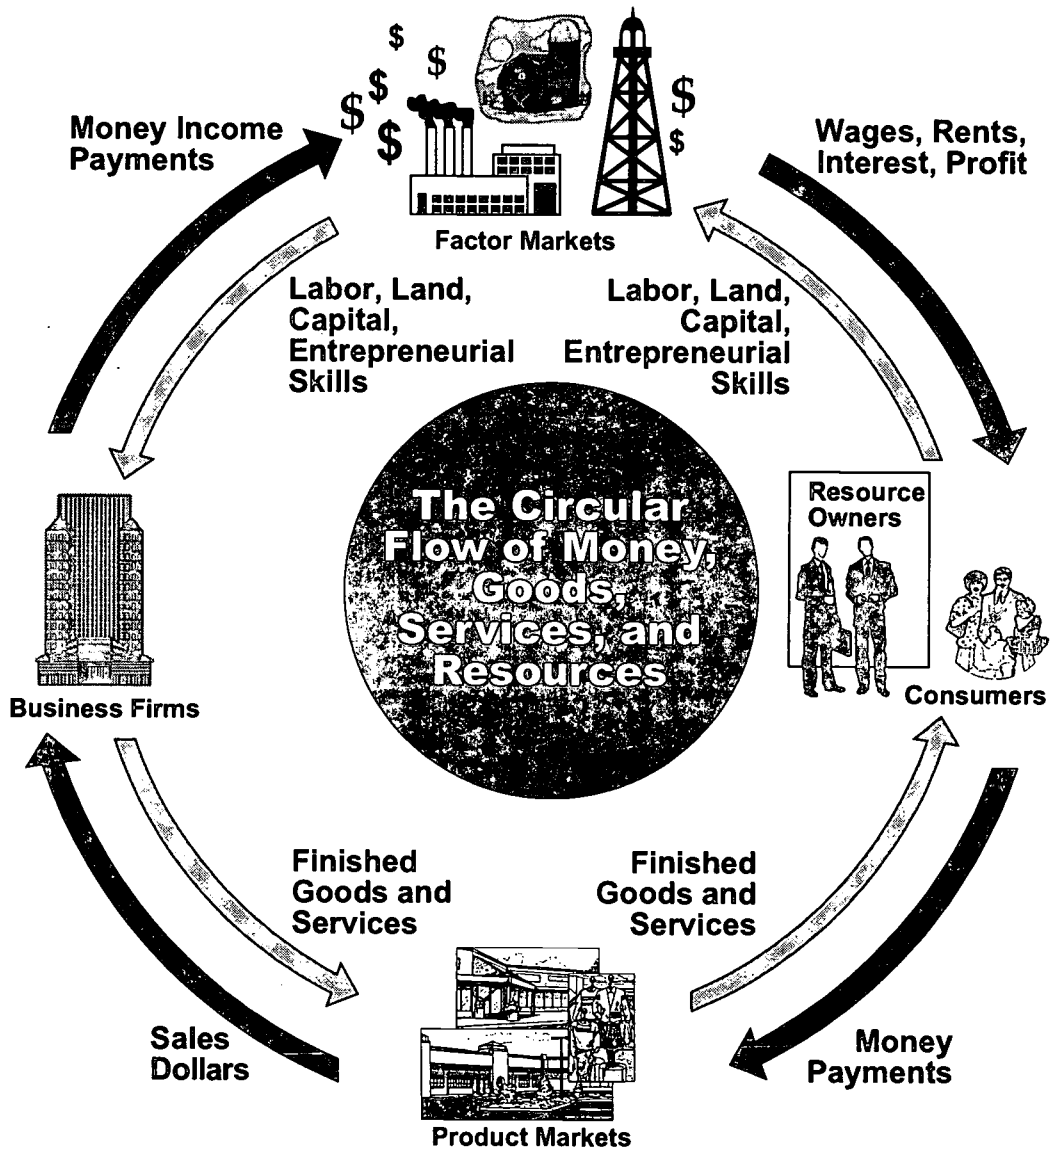 $
$
$
$
$
$
$
Money Income
Payments
Wages, Rents,
Interest, Profit
Factor Markets
Labor, Land,
Capital,
Entrepreneurial
Skills
Labor, Land,
Capital,
Entrepreneurial
Skills
The Circular
Flow of Money,
Goods,
Services, and
Resources
Resource
Owners
Business Firms
Consumers
Finished
Goods and
Services
Finished
Goods and
Services
Sales
Dollars
Money
Payments
Product Markets